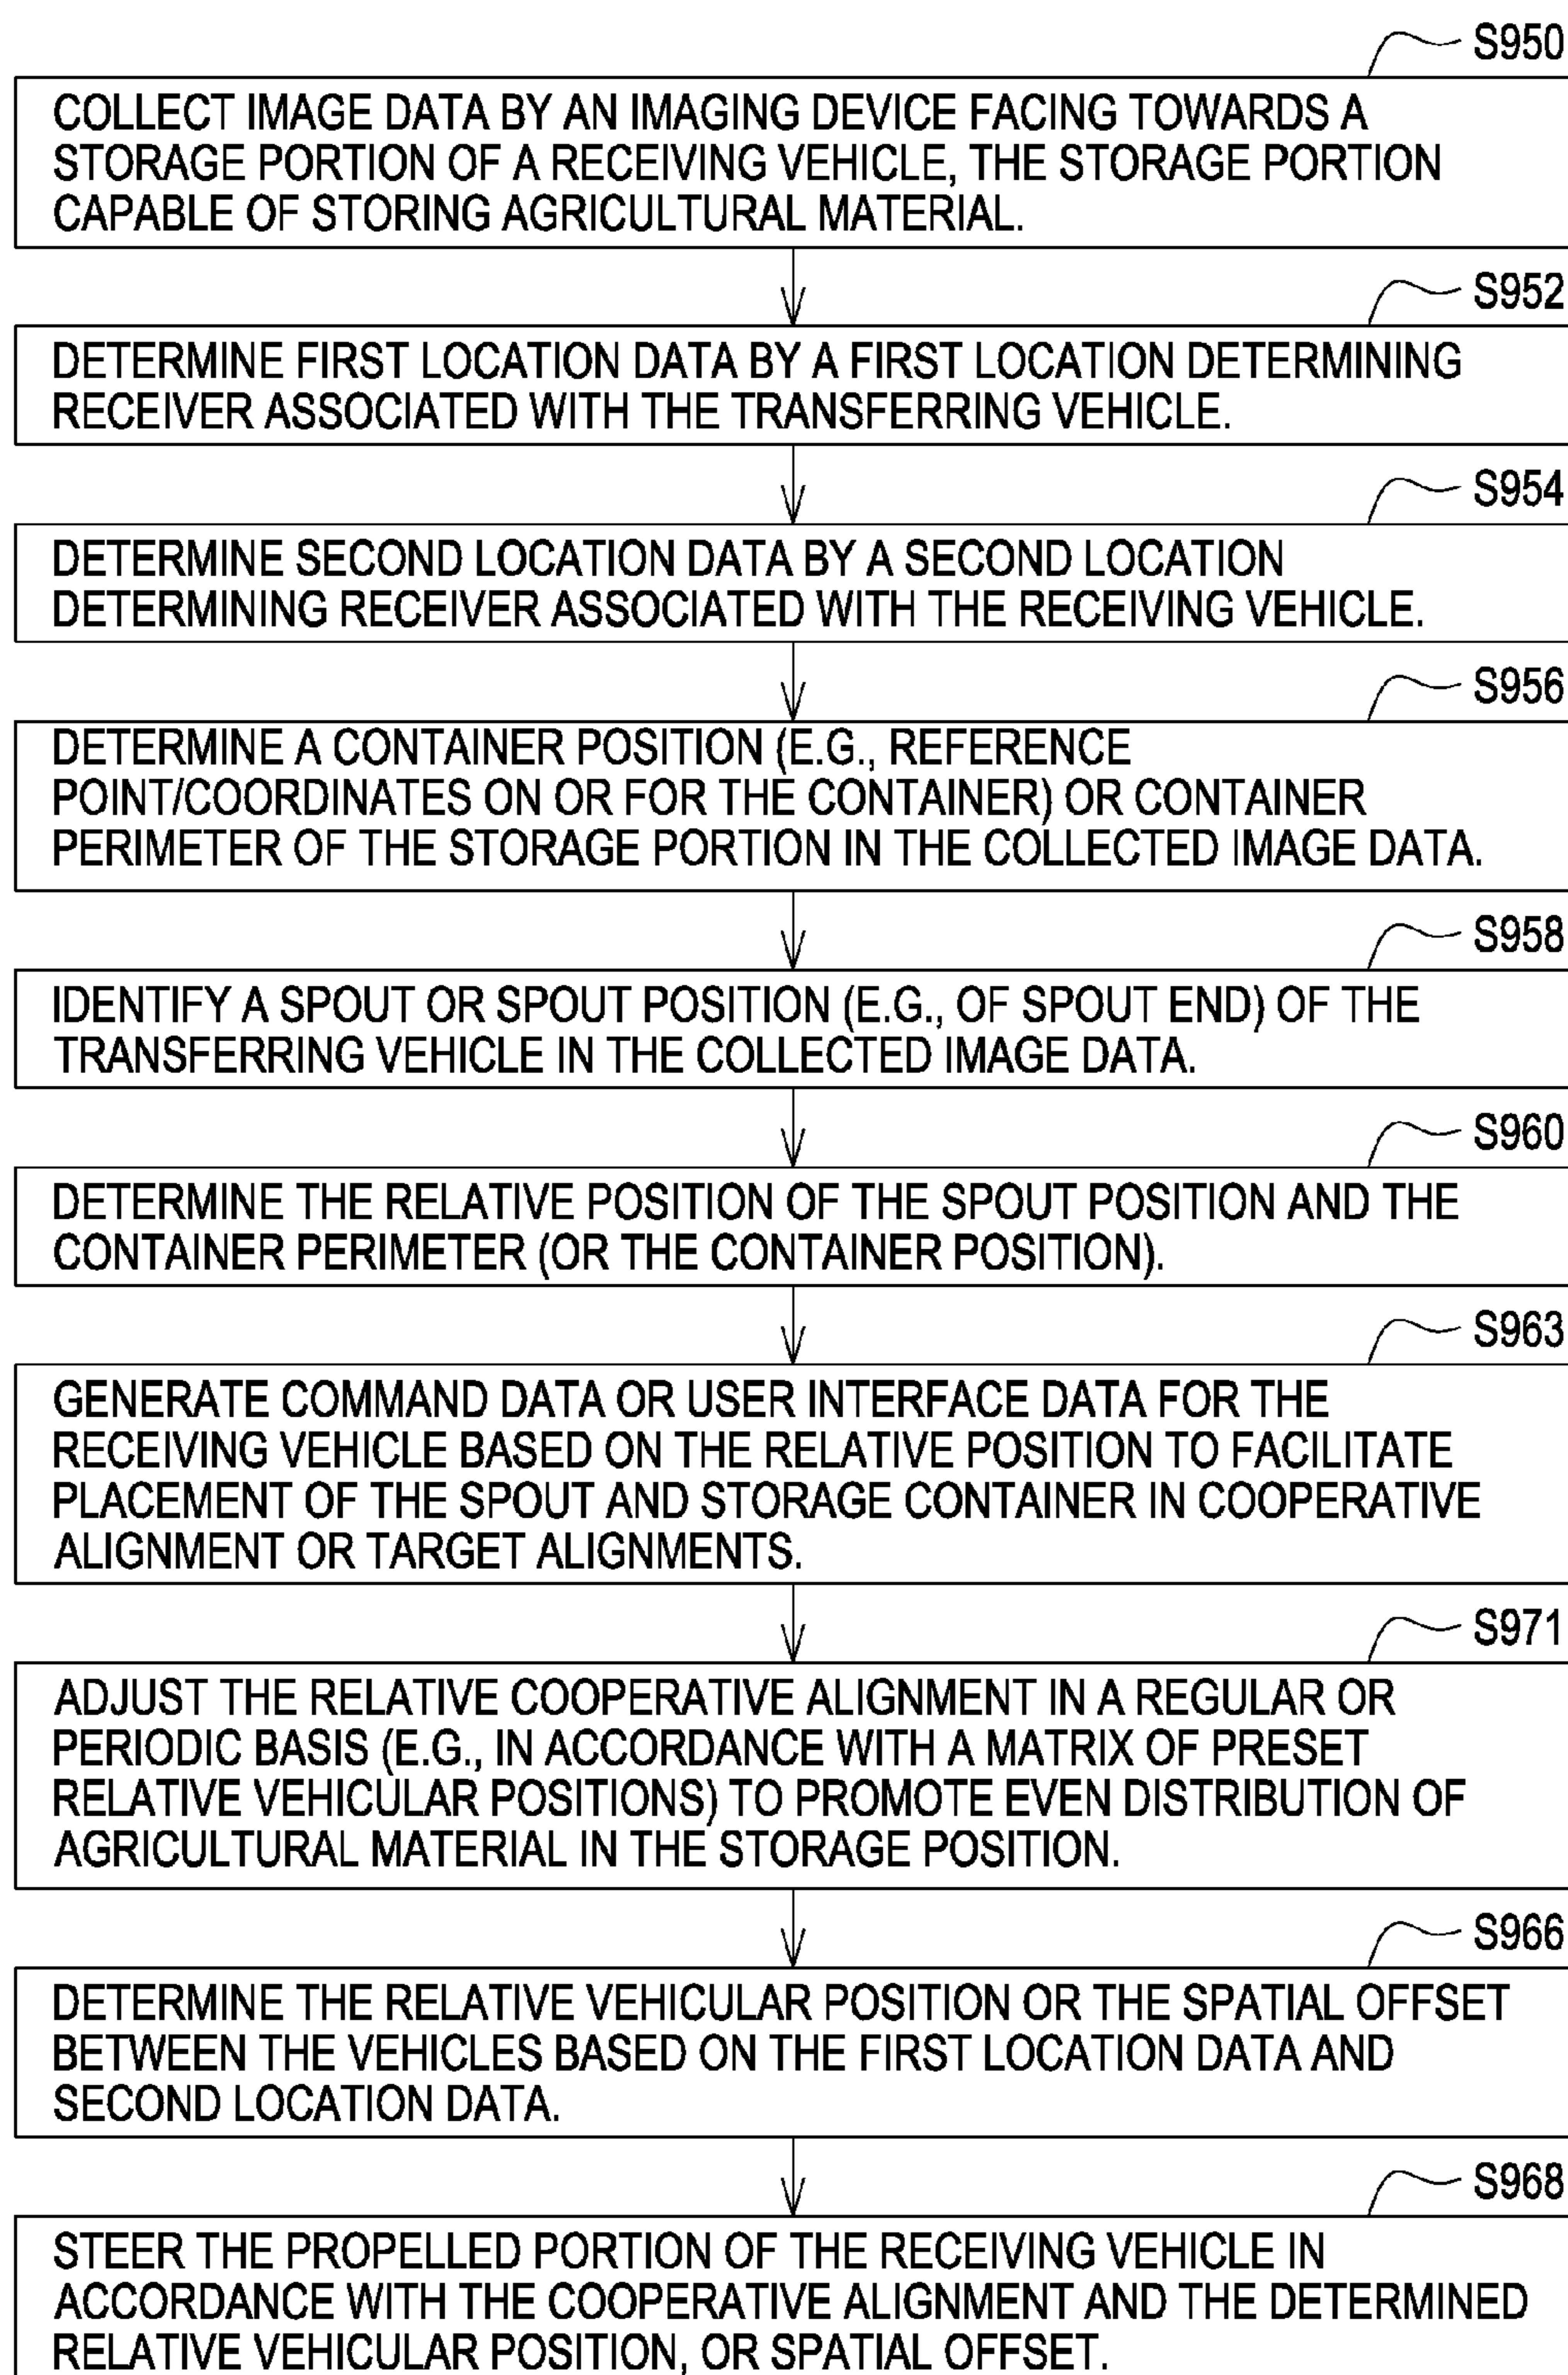 S950
COLLECT IMAGE DATA BY AN IMAGING DEVICE FACING TOWARDS A
STORAGE PORTION OF A RECEIVING VEHICLE, THE STORAGE PORTION
CAPABLE OF STORING AGRICULTURAL MATERIAL.
S952
DETERMINE FIRST LOCATION DATA BY A FIRST LOCATION DETERMINING
RECEIVER ASSOCIATED WITH THE TRANSFERRING VEHICLE.
S954
DETERMINE SECOND LOCATION DATA BY A SECOND LOCATION
DETERMINING RECEIVER ASSOCIATED WITH THE RECEIVING VEHICLE.
S956
DETERMINE A CONTAINER POSITION (E.G., REFERENCE
POINT/COORDINATES ON OR FOR THE CONTAINER) OR CONTAINER
PERIMETER OF THE STORAGE PORTION IN THE COLLECTED IMAGE DATA.
S958
IDENTIFY A SPOUT OR SPOUT POSITION (E.G., OF SPOUT END) OF THE
TRANSFERRING VEHICLE IN THE COLLECTED IMAGE DATA.
S960
DETERMINE THE RELATIVE POSITION OF THE SPOUT POSITION AND THE
CONTAINER PERIMETER (OR THE CONTAINER POSITION).
S963
GENERATE COMMAND DATA OR USER INTERFACE DATA FOR THE
RECEIVING VEHICLE BASED ON THE RELATIVE POSITION TO FACILITATE
PLACEMENT OF THE SPOUT AND STORAGE CONTAINER IN COOPERATIVE
ALIGNMENT OR TARGET ALIGNMENTS.
S971
ADJUST THE RELATIVE COOPERATIVE ALIGNMENT IN A REGULAR OR
PERIODIC BASIS (E.G., IN ACCORDANCE WITH A MATRIX OF PRESET
RELATIVE VEHICULAR POSITIONS) TO PROMOTE EVEN DISTRIBUTION OF
AGRICULTURAL MATERIAL IN THE STORAGE POSITION.
S966
DETERMINE THE RELATIVE VEHICULAR POSITION OR THE SPATIAL OFFSET
BETWEEN THE VEHICLES BASED ON THE FIRST LOCATION DATA AND
SECOND LOCATION DATA.
S968
STEER THE PROPELLED PORTION OF THE RECEIVING VEHICLE IN
ACCORDANCE WITH THE COOPERATIVE ALIGNMENT AND THE DETERMINED
RELATIVE VEHICULAR POSITION, OR SPATIAL OFFSET.